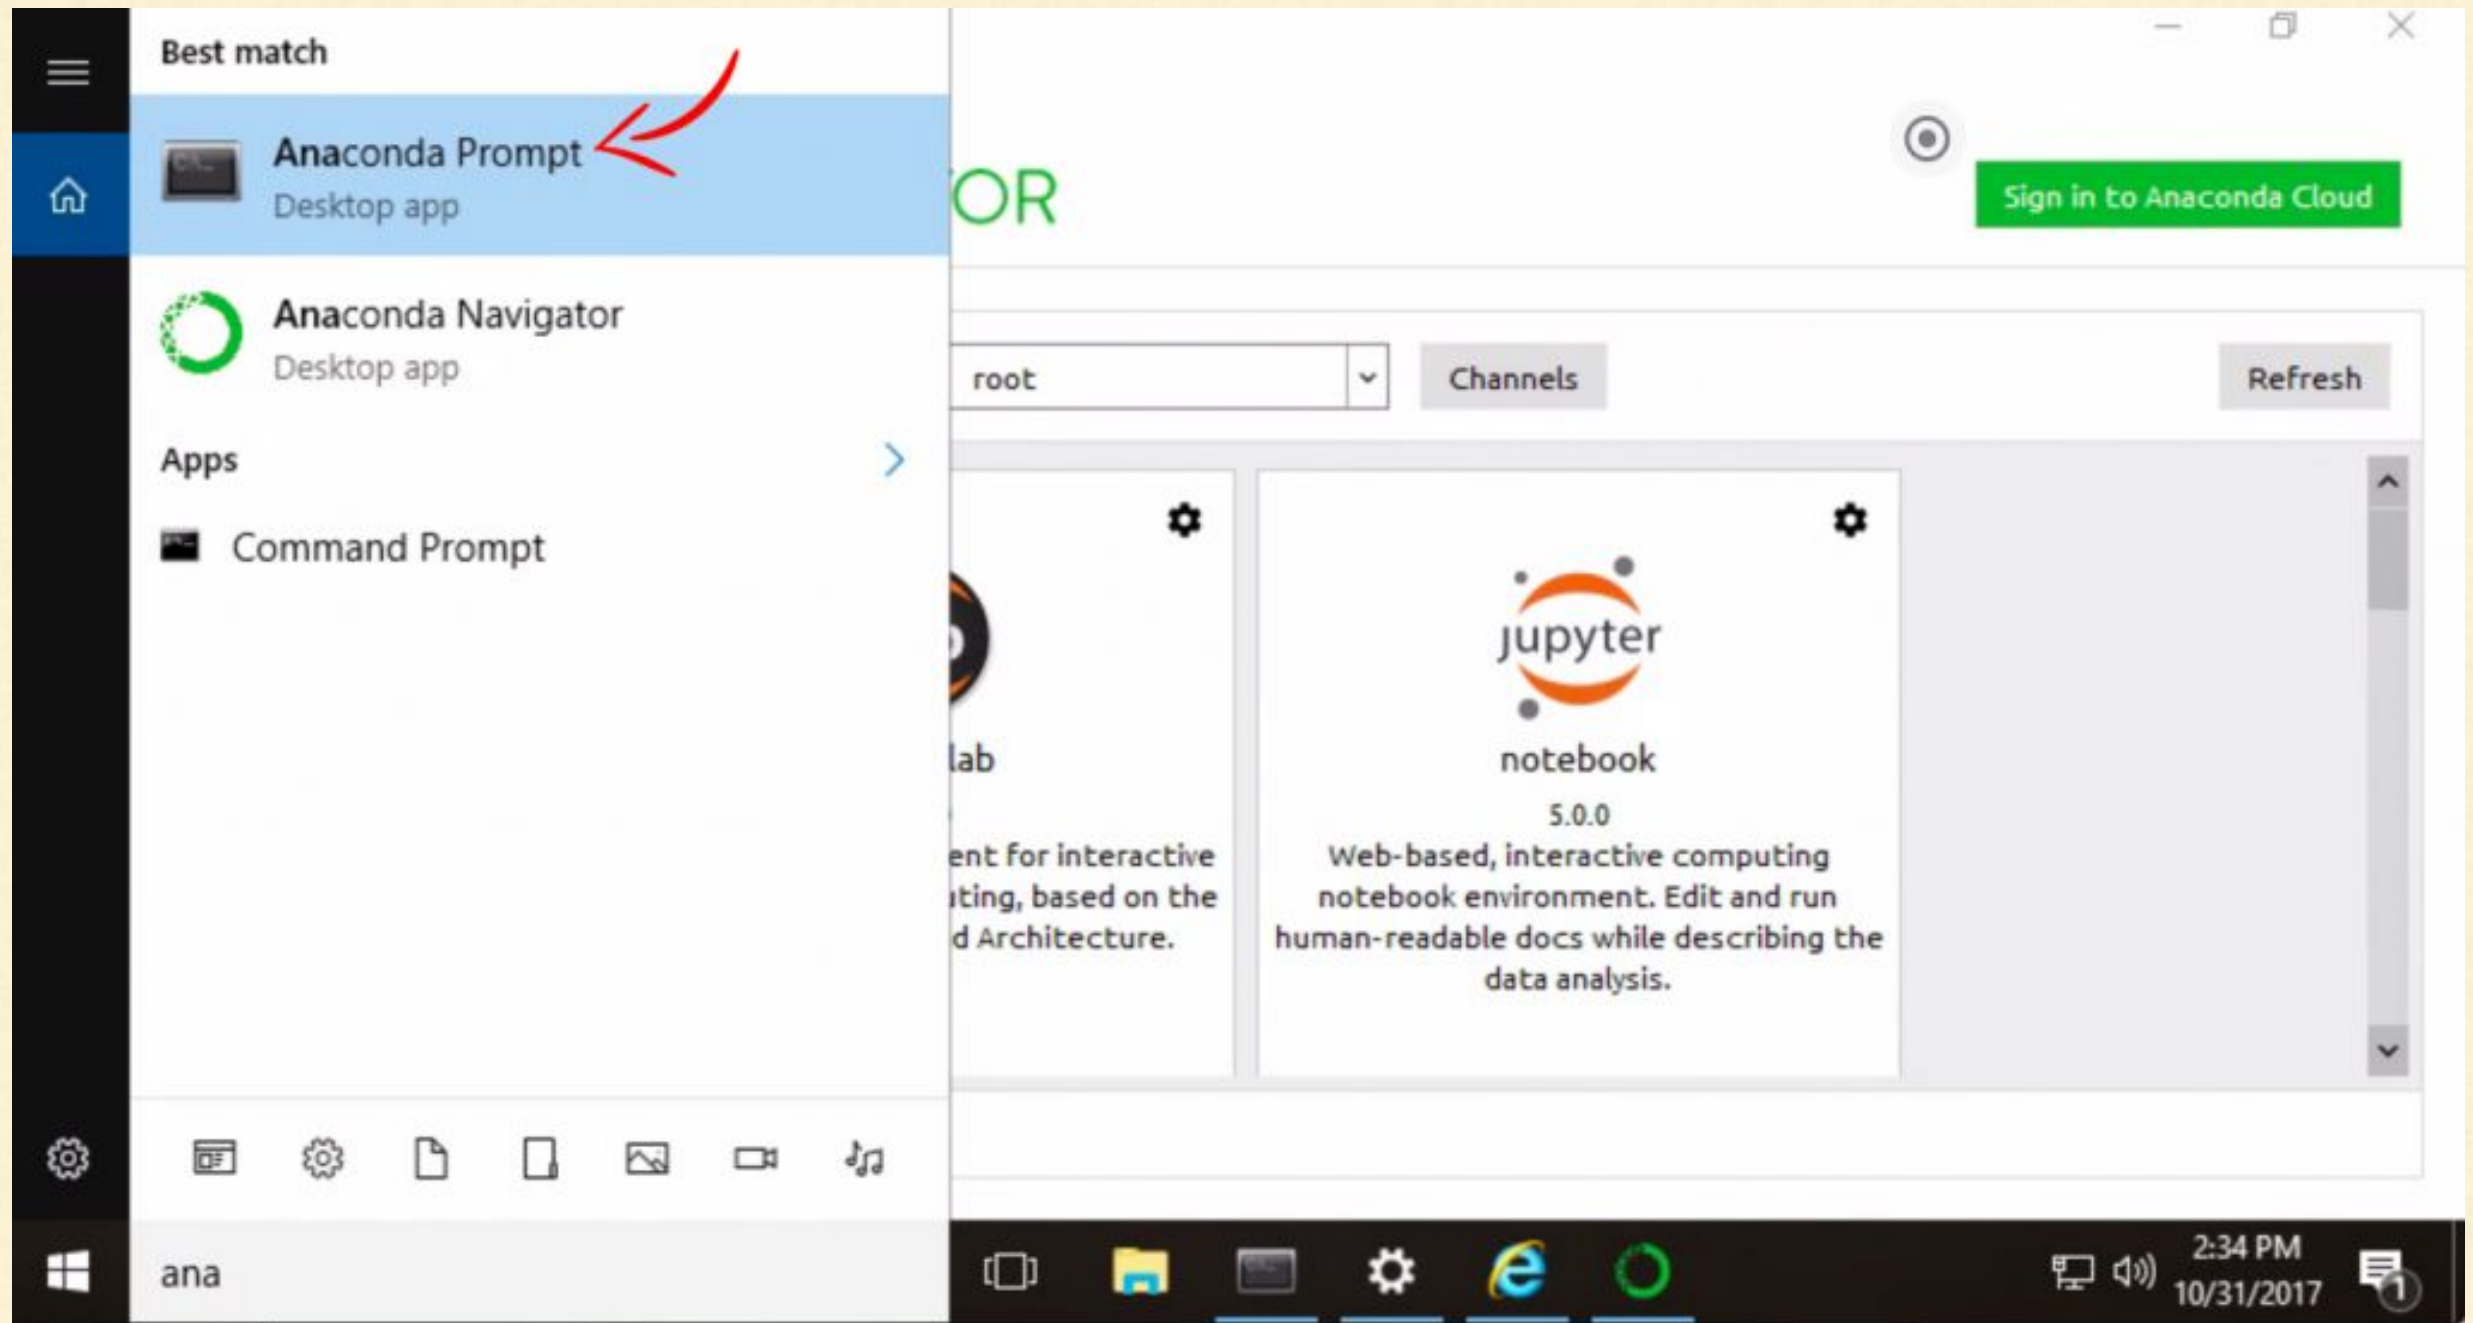 Best match
Anaconda Prompt
Desktop app
Anaconda Navigator
Desktop app
Apps
Command Prompt
ana
OR
Sign in to Anaconda Cloud
root
Channels
Refresh
lab
ent for interactive
ting, based on the
d Architecture.
jupyter
notebook
5.0.0
Web-based, interactive computing
notebook environment. Edit and run
human-readable docs while describing the
data analysis.
2:34 PM
10/31/2017
1